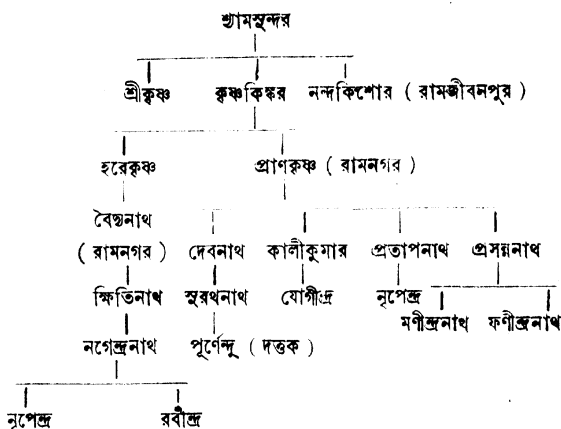 শ্যামসুন্দর
শ্রীকৃষ্ণ কৃষ্ণকিঙ্কর নন্দকিশোর ( রামজীবনপুর )
হরেকৃষ্ণ প্রাণকৃষ্ণ ( রামনগর )
বৈদ্যনাথ
( রামনগর ) দেবনাথ কালীকুমার প্রতাপনাথ প্রসন্ননাথ
ক্ষিতিনাথ সুরথনাথ যোগীন্দ্র নৃপেন্দ্র
মণীন্দ্রনাথ ফণীন্দ্রনাথ
নগেন্দ্রনাথ পূর্ণেন্দু ( দত্তক )
নৃপেন্দ্র রবীন্দ্র